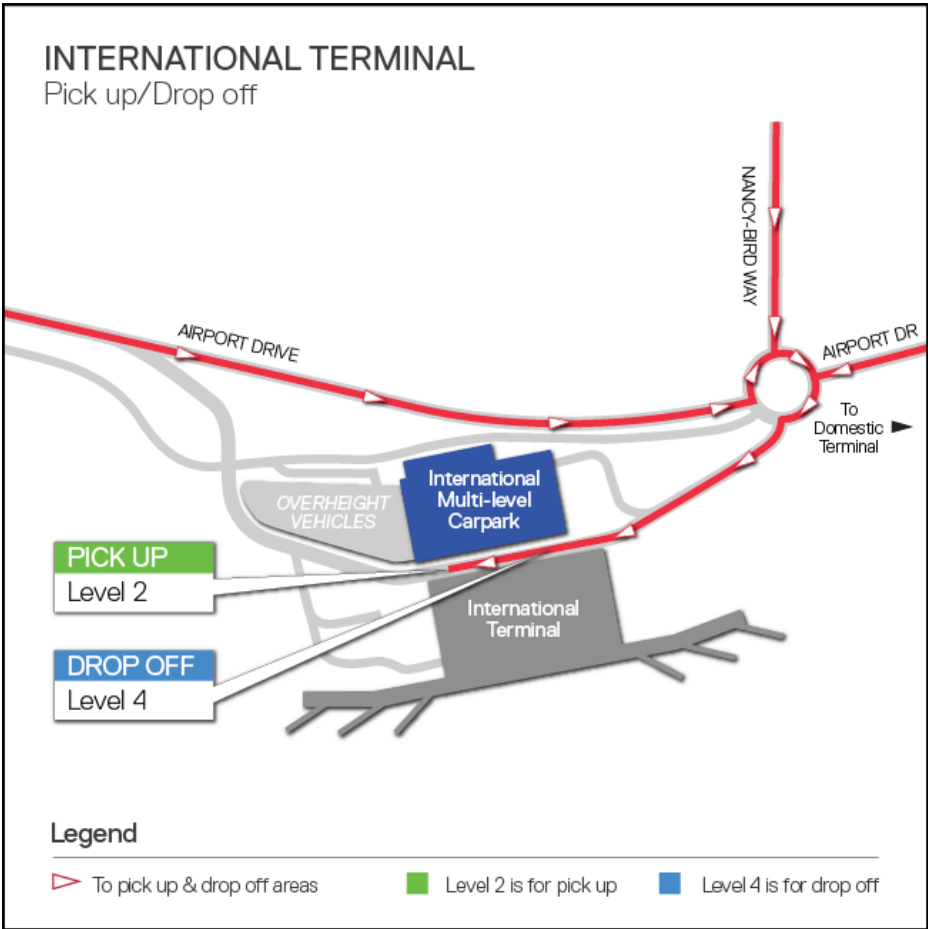 INTERNATIONAL TERMINAL
Pick up/Drop off
NANCY-BIRD WAY
AIRPORT DRIVE
AIRPORT DR
To
Domestic
Terminal
International
Multi-level
Carpark
OVERHEIGHT
VEHICLES
PICK UP
Level 2
International
Terminal
DROP OFF
Level 4
Legend
To pick up & drop off areas
Level 2 is for pick up
Level 4 is for drop off